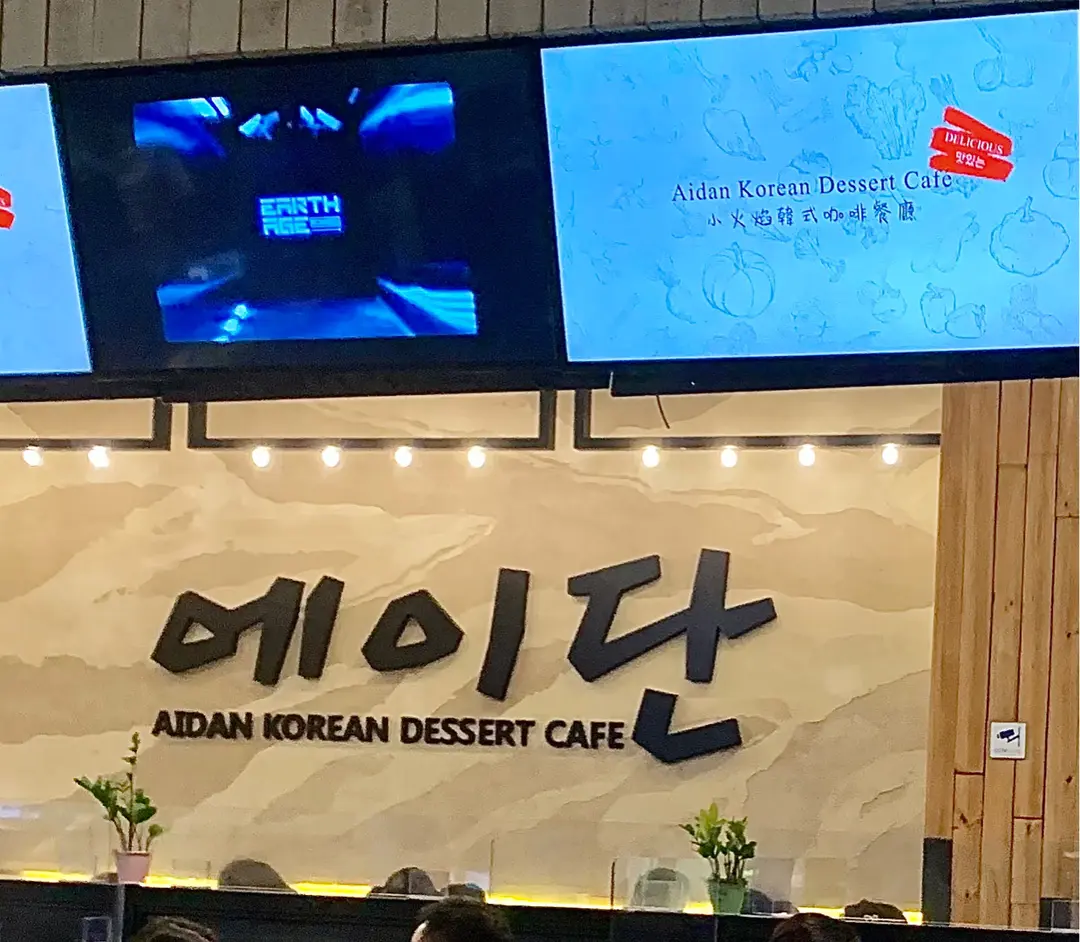 EARTH
AGE
DELICIOUS
맛있는
Aidan Korean Dessert Café
小火焰韓式咖啡餐廳
에이단
AIDAN KOREAN DESSERT CAFE